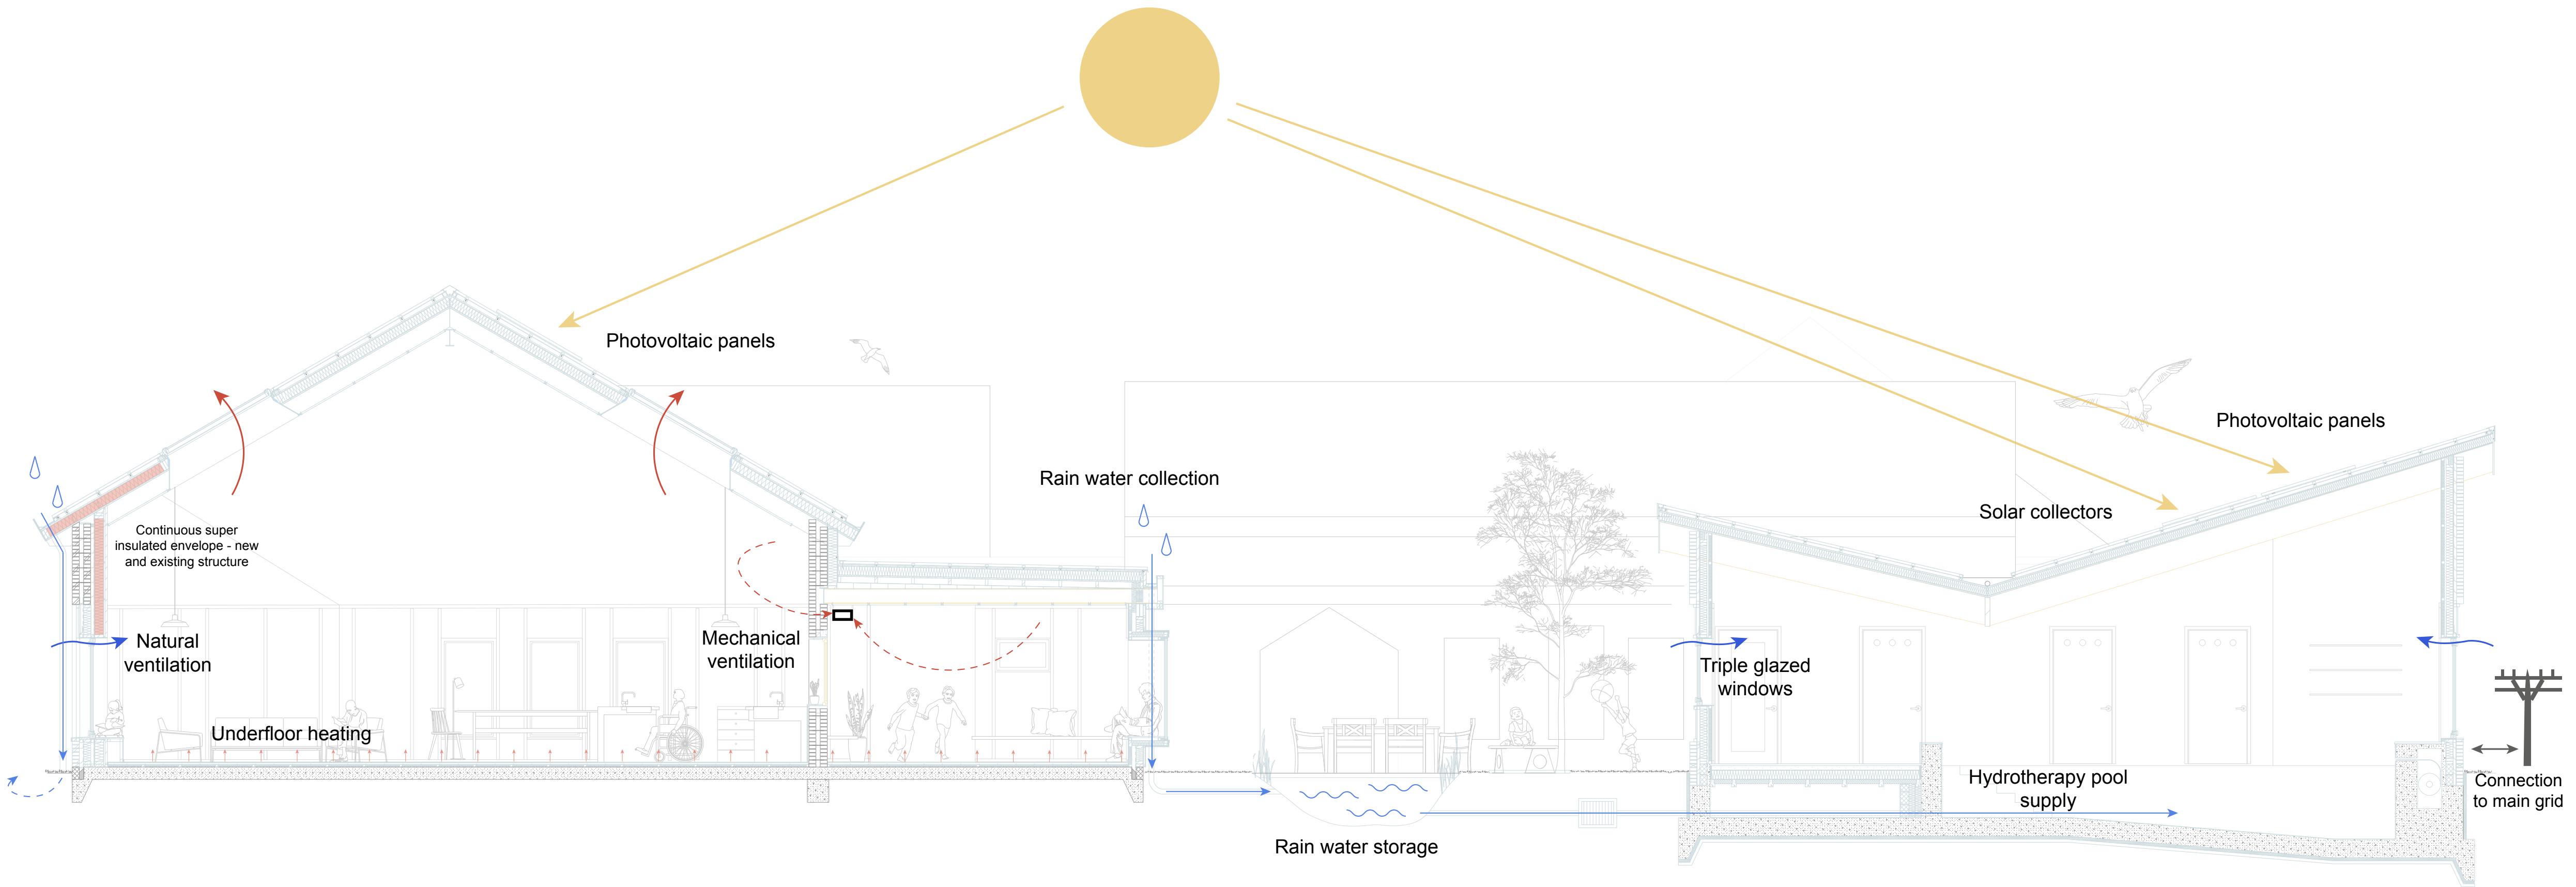 Photovoltaic panels
Photovoltaic panels
Rain water collection
Solar collectors
Continuous super
insulated envelope - new
and existing structure
Natural
ventilation
Mechanical
ventilation
Triple glazed
windows
Underfloor heating
Hydrotherapy pool
supply
Connection
to main grid
Rain water storage